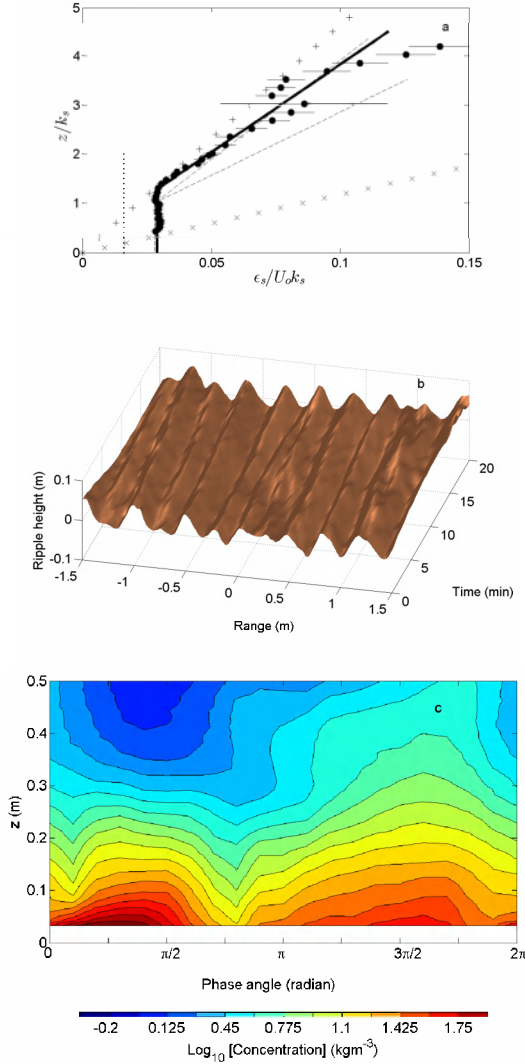 a
5
4
3
2
1
0
z/kₛ
0
0.05
0.1
0.15
ϵₛ/Uₒkₛ
b
Ripple height (m)
0.1
0
-0.1
-1.5
-1
-0.5
0
0.5
1
1.5
Range (m)
0
5
10
15
20
Time (min)
c
0.5
0.4
0.3
0.2
0.1
0
z (m)
0
π/2
π
3π/2
2π
Phase angle (radian)
-0.2 0.125 0.45 0.775 1.1 1.425 1.75
Log₁₀ [Concentration] (kgm⁻³)